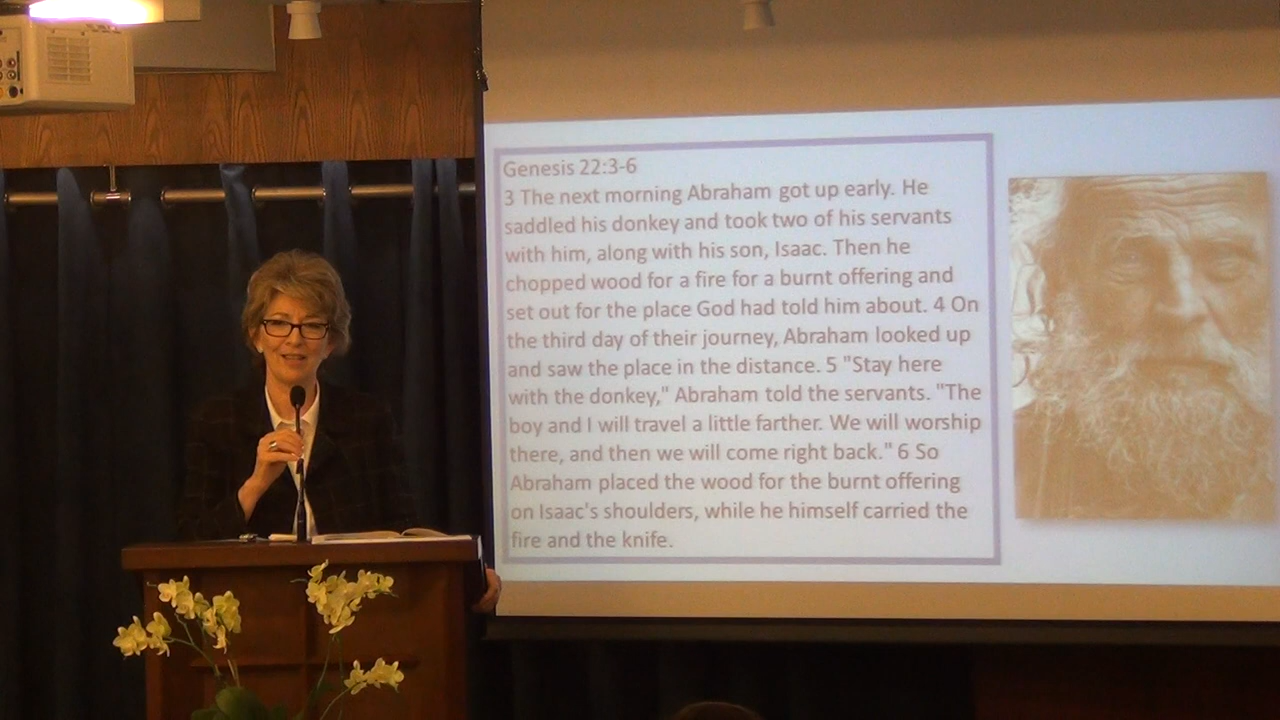 Genesis 22:3-6
3 The next morning Abraham got up early. He
saddled his donkey and took two of his servants
with him, along with his son, Isaac. Then he
chopped wood for a fire for a burnt offering and
set out for the place God had told him about. 4 On
the third day of their journey, Abraham looked up
and saw the place in the distance. 5 "Stay here
with the donkey," Abraham told the servants. "The
boy and I will travel a little farther. We will worship
there, and then we will come right back." 6 So
Abraham placed the wood for the burnt offering
on Isaac's shoulders, while he himself carried the
fire and the knife.